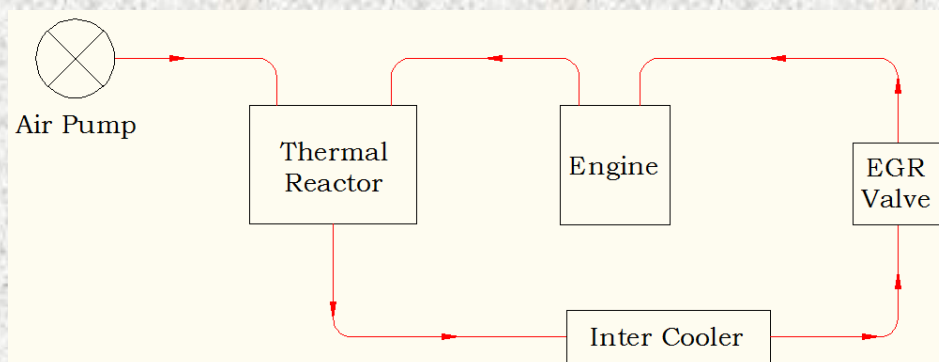 Air Pump
Thermal
Reactor
Engine
EGR
Valve
Inter Cooler